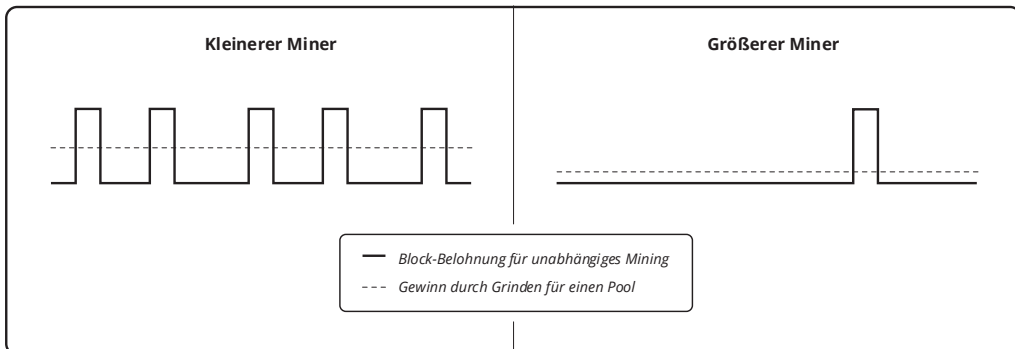 Kleinerer Miner
Größerer Miner
Block-Belohnung für unabhängiges Mining
Gewinn durch Grinden für einen Pool